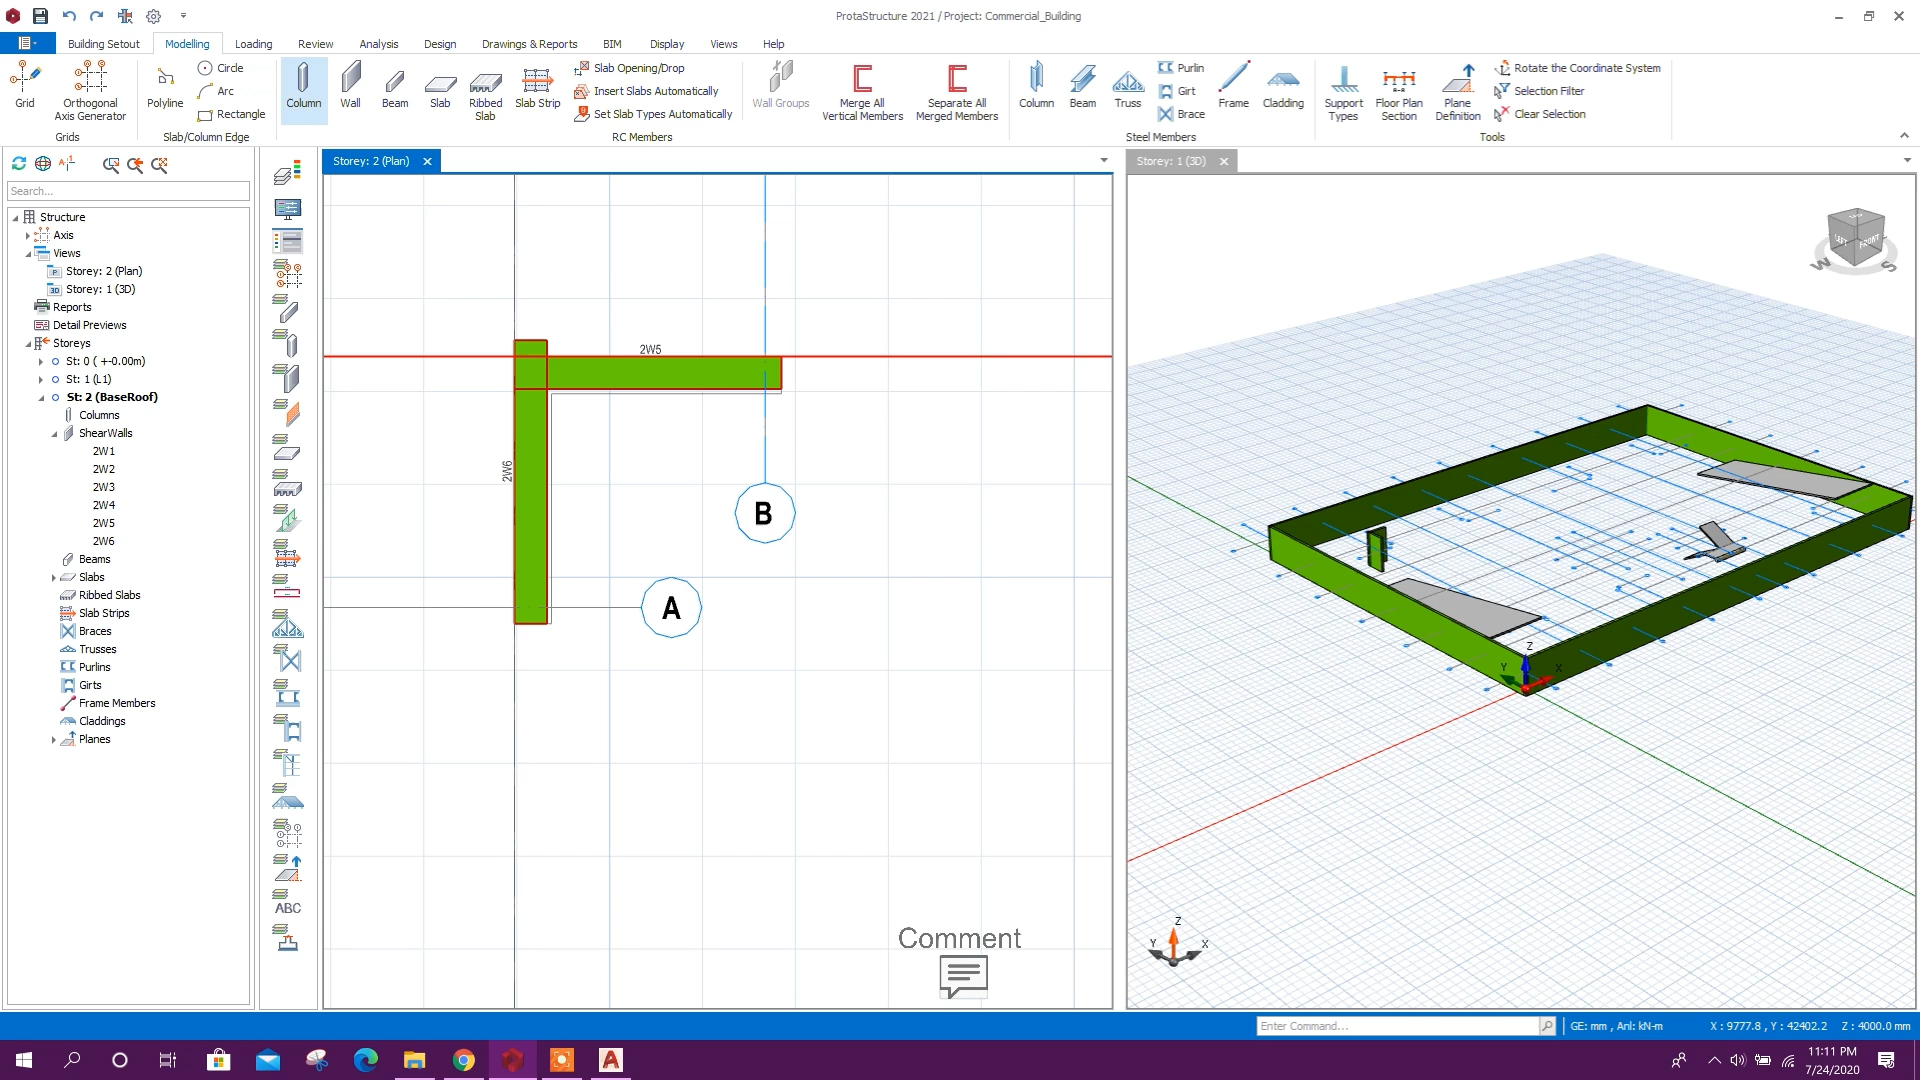 ProtaStructure 2021 / Project: Commercial_Building
Building Setout
Modelling
Loading
Review
Analysis
Design
Drawings & Reports
BIM
Display
Views
Help
Grid
Orthogonal
Axis Generator
Grids
Polyline
Circle
Arc
Rectangle
Slab/Column Edge
Column
Wall
Beam
Slab
Ribbed
Slab
Slab Strip
Slab Opening/Drop
Insert Slabs Automatically
Set Slab Types Automatically
RC Members
Wall Groups
Merge All
Vertical Members
Separate All
Merged Members
Column
Beam
Truss
Purlin
Girt
Brace
Frame
Cladding
Steel Members
Support
Types
Floor Plan
Section
Plane
Definition
Rotate the Coordinate System
Selection Filter
Clear Selection
Tools
Search...
Structure
Axis
Views
Storey: 2 (Plan)
Storey: 1 (3D)
Reports
Detail Previews
Storeys
St: 0 ( +-0.00m)
St: 1 (L1)
St: 2 (BaseRoof)
Columns
ShearWalls
2W1
2W2
2W3
2W4
2W5
2W6
Beams
Slabs
Ribbed Slabs
Slab Strips
Braces
Trusses
Purlins
Girts
Frame Members
Claddings
Planes
ABC
Storey: 2 (Plan)
2W5
2W6
B
A
Comment
Storey: 1 (3D)
LEFT
FRONT
W
S
Z
Y
X
Z
Y
X
Enter Command...
GE: mm , Anl: kN-m
X : 9777.8 , Y : 42402.2
Z : 4000.0 mm
11:11 PM
7/24/2020